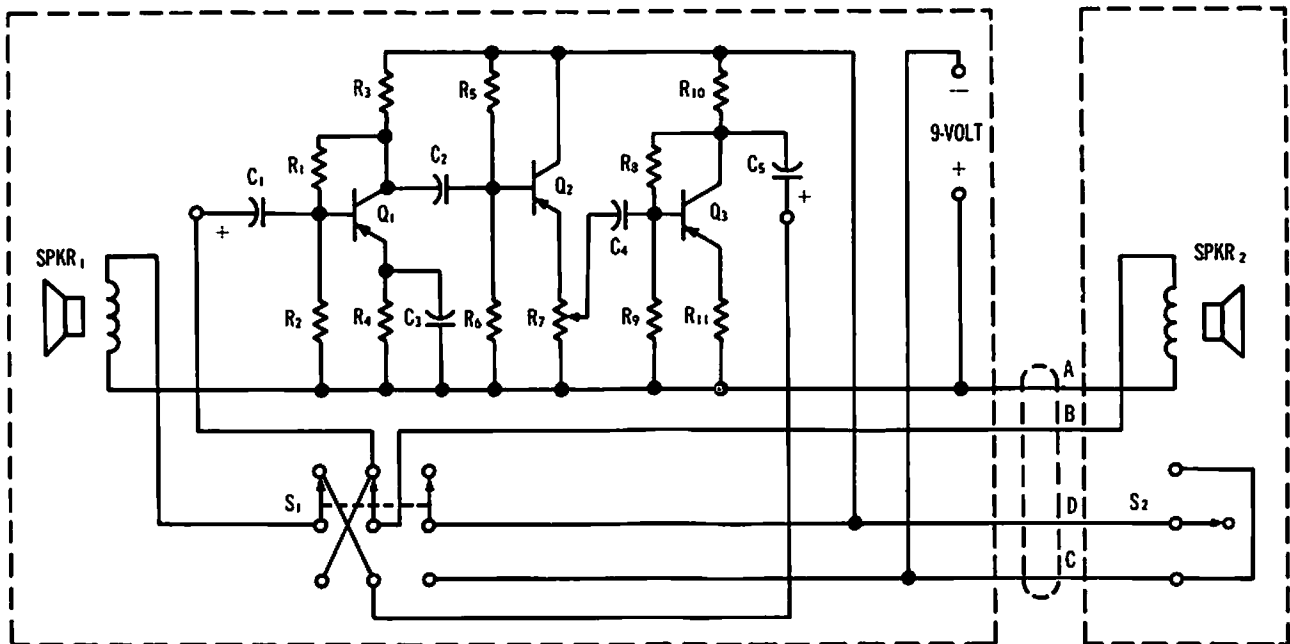 R3
R5
R10
−
9-VOLT
+
R1
C2
R8
C5
C1
Q2
+
Q1
Q3
+
C4
SPKR1
SPKR2
R2
R4
C3
R6
R7
R9
R11
A
B
S1
D
S2
C